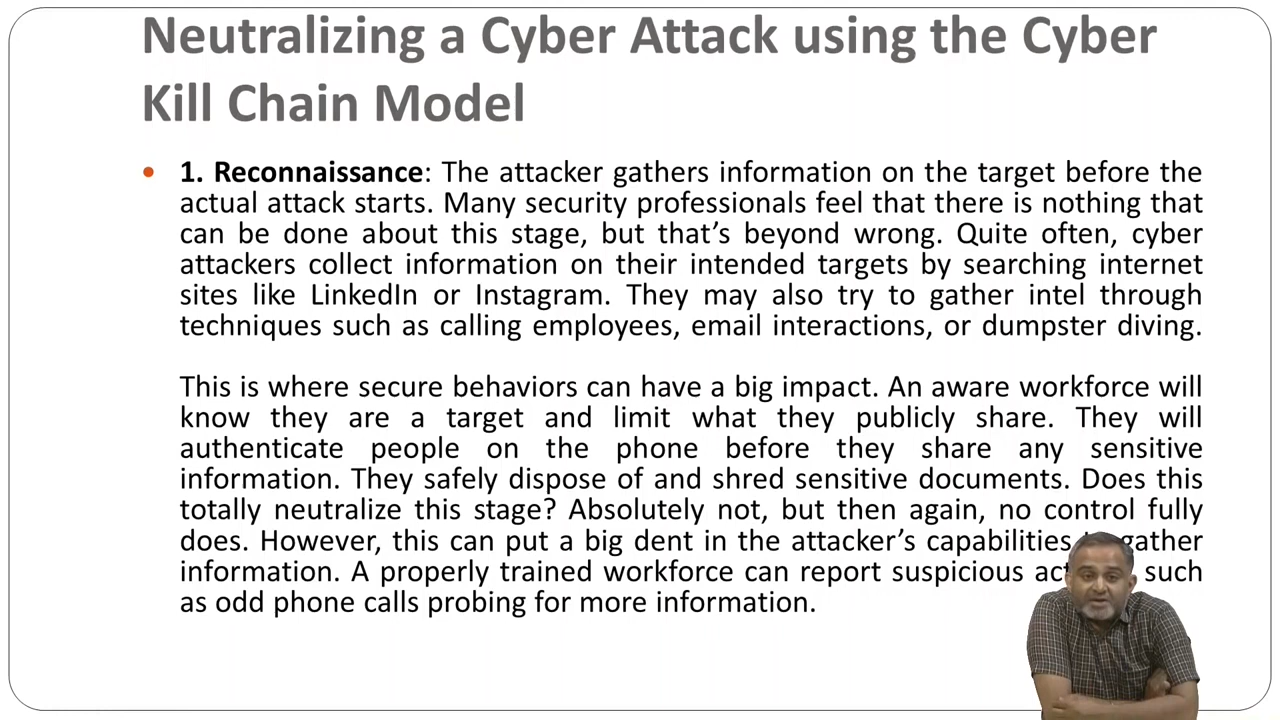 Neutralizing a Cyber Attack using the Cyber
Kill Chain Model
• 1. Reconnaissance: The attacker gathers information on the target before the
actual attack starts. Many security professionals feel that there is nothing that
can be done about this stage, but that’s beyond wrong. Quite often, cyber
attackers collect information on their intended targets by searching internet
sites like LinkedIn or Instagram. They may also try to gather intel through
techniques such as calling employees, email interactions, or dumpster diving.
This is where secure behaviors can have a big impact. An aware workforce will
know they are a target and limit what they publicly share. They will
authenticate people on the phone before they share any sensitive
information. They safely dispose of and shred sensitive documents. Does this
totally neutralize this stage? Absolutely not, but then again, no control fully
does. However, this can put a big dent in the attacker’s capabilities gather
information. A properly trained workforce can report suspicious such
as odd phone calls probing for more information.